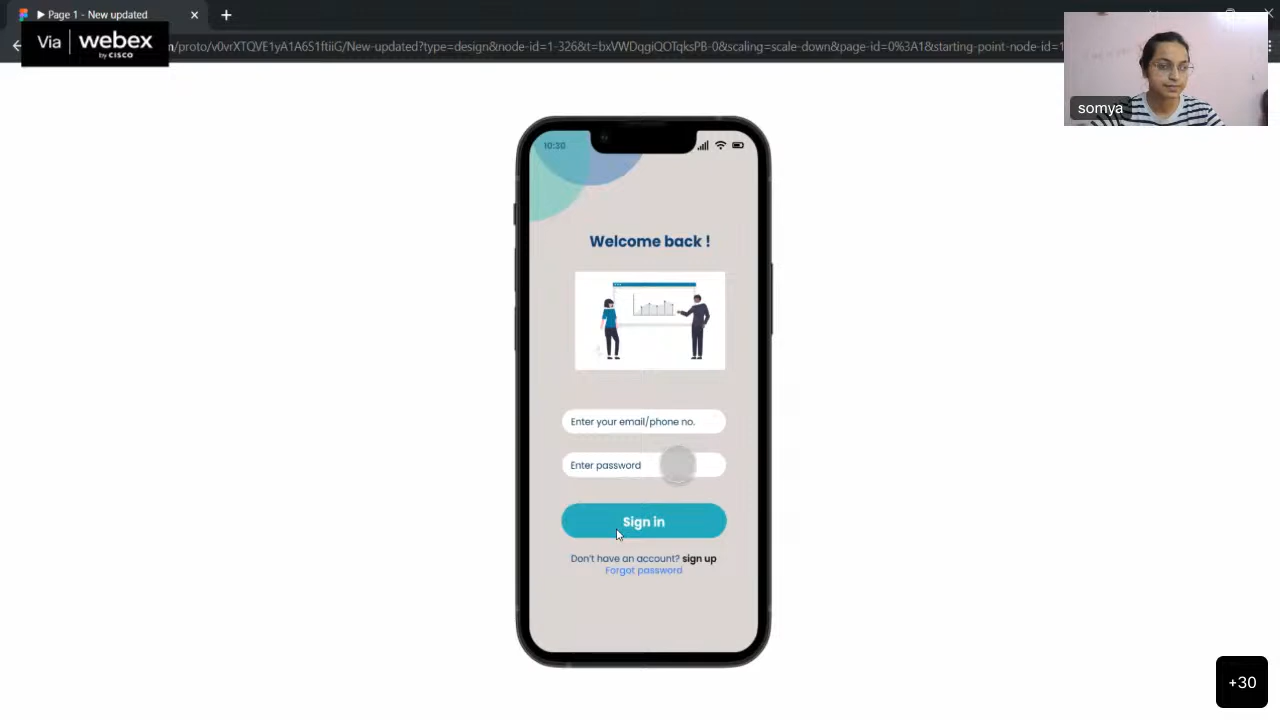 Page 1 - New updated
Via webex
by CISCO
m/proto/v0vrXTQVE1yA1A6S1ftiiG/New-updated?type=design&node-id=1-326&t=bxVWDqgiQOTqksPB-0&scaling=scale-down&page-id=0%3A1&starting-point-node-id=1
somya
10:30
Welcome back !
Enter your email/phone no.
Enter password
Sign in
Don't have an account? sign up
Forgot password
+30